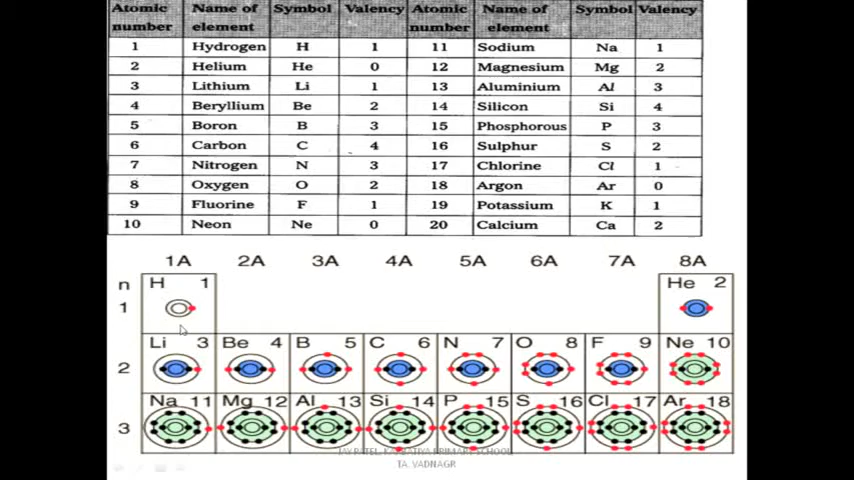 Atomic number Name of element Symbol Valency Atomic number Name of element Symbol Valency
1 Hydrogen H 1 11 Sodium Na 1
2 Helium He 0 12 Magnesium Mg 2
3 Lithium Li 1 13 Aluminium Al 3
4 Beryllium Be 2 14 Silicon Si 4
5 Boron B 3 15 Phosphorous P 3
6 Carbon C 4 16 Sulphur S 2
7 Nitrogen N 3 17 Chlorine Cl 1
8 Oxygen O 2 18 Argon Ar 0
9 Fluorine F 1 19 Potassium K 1
10 Neon Ne 0 20 Calcium Ca 2
1A 2A 3A 4A 5A 6A 7A 8A
n H 1 He 2
1
Li 3 Be 4 B 5 C 6 N 7 O 8 F 9 Ne 10
2
Na 11 Mg 12 Al 13 Si 14 P 15 S 16 Cl 17 Ar 18
3
JAY PATEL, PRIMARY SCHOOL
TA. VADNAGR